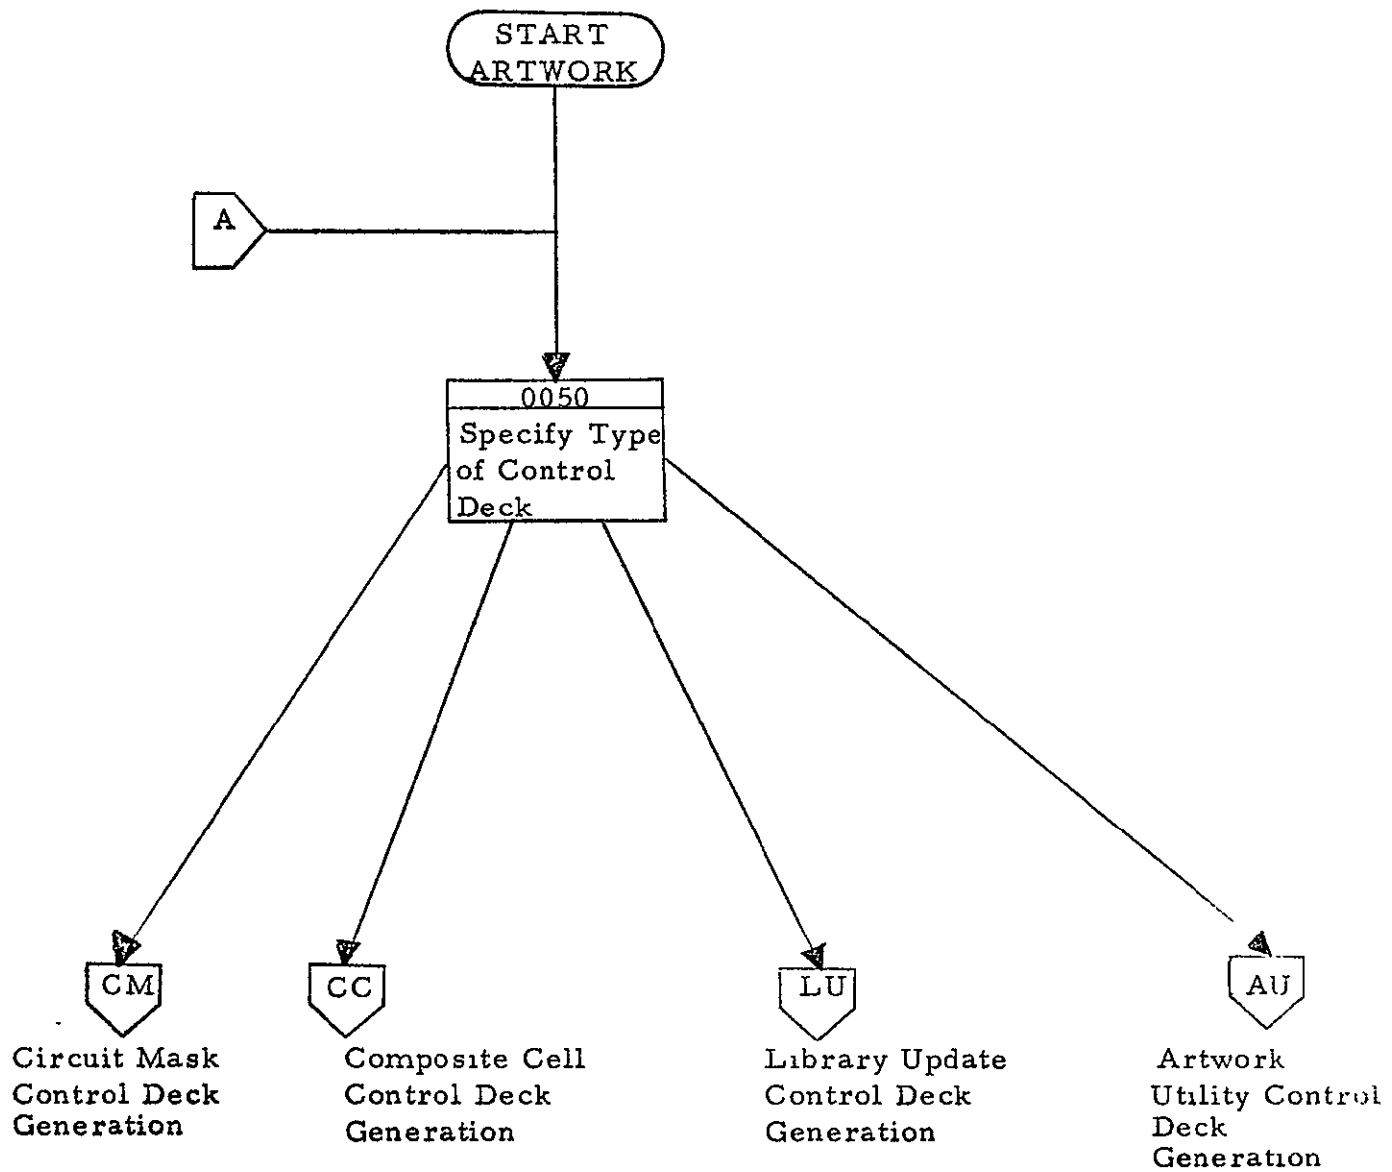 START
ARTWORK
A
0050
Specify Type
of Control
Deck
CM
CC
LU
AU
Circuit Mask
Control Deck
Generation
Composite Cell
Control Deck
Generation
Library Update
Control Deck
Generation
Artwork
Utility Control
Deck
Generation